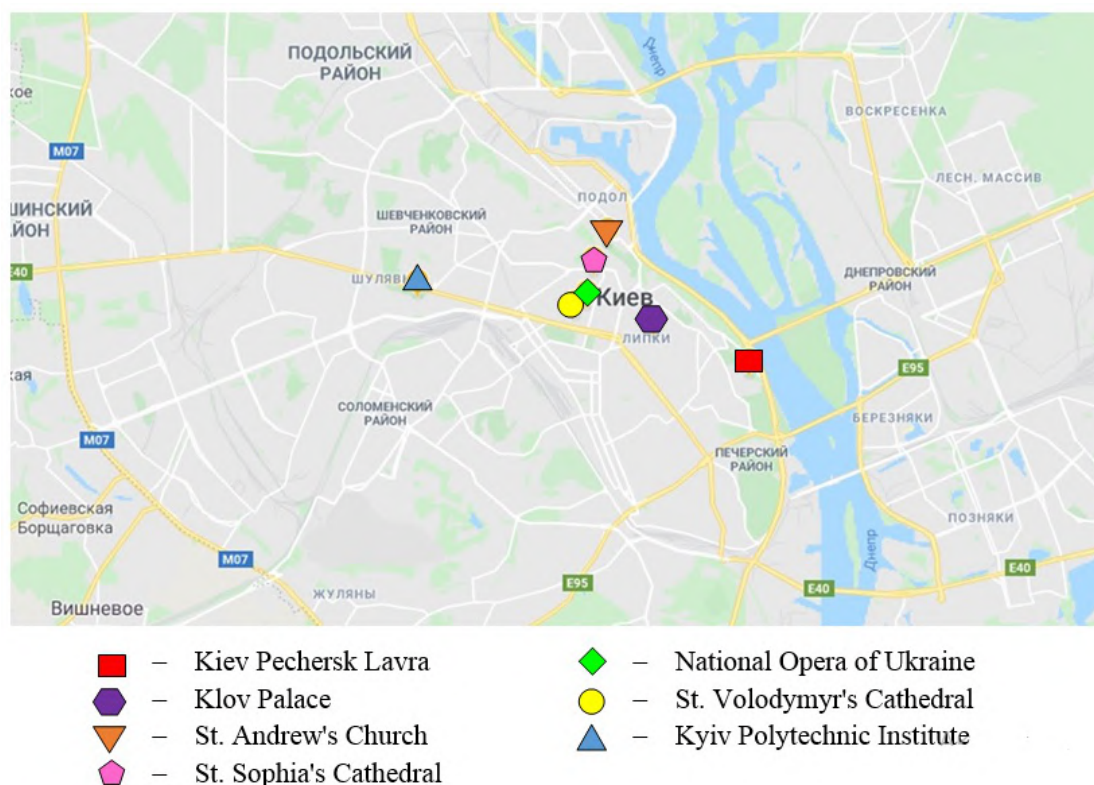 Днепр
ПОДОЛЬСКИЙ
РАЙОН
кое
ВОСКРЕСЕНКА
M07
ЛЕСН. МАССИВ
ПОДОЛ
ШИНСКИЙ
ЙОН
ШЕВЧЕНКОВСКИЙ
РАЙОН
E40
ШУЛЯВ
ДНЕПРОВСКИЙ
РАЙОН
Киев
ЛИПКИ
E95
кая
СОЛОМЕНСКИЙ
РАЙОН
БЕРЕЗНЯКИ
M07
ПЕЧЕРСКИЙ
РАЙОН
Софиевская
Борщаговка
ПОЗНЯКИ
Днепр
M07
E40
E95
E40
ЖУЛЯНЫ
Вишневое
– Kiev Pechersk Lavra
– Klov Palace
– St. Andrew's Church
– St. Sophia's Cathedral
– National Opera of Ukraine
– St. Volodymyr's Cathedral
– Kyiv Polytechnic Institute